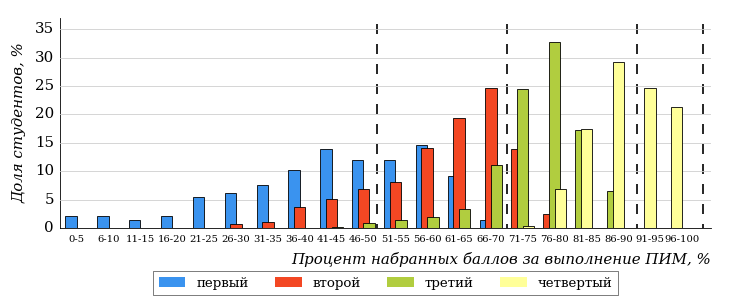 Доля студентов, %
35
30
25
20
15
10
5
0
0-5 6-10 11-15 16-20 21-25 26-30 31-35 36-40 41-45 46-50 51-55 56-60 61-65 66-70 71-75 76-80 81-85 86-90 91-95 96-100
Процент набранных баллов за выполнение ПИМ, %
первый второй третий четвертый